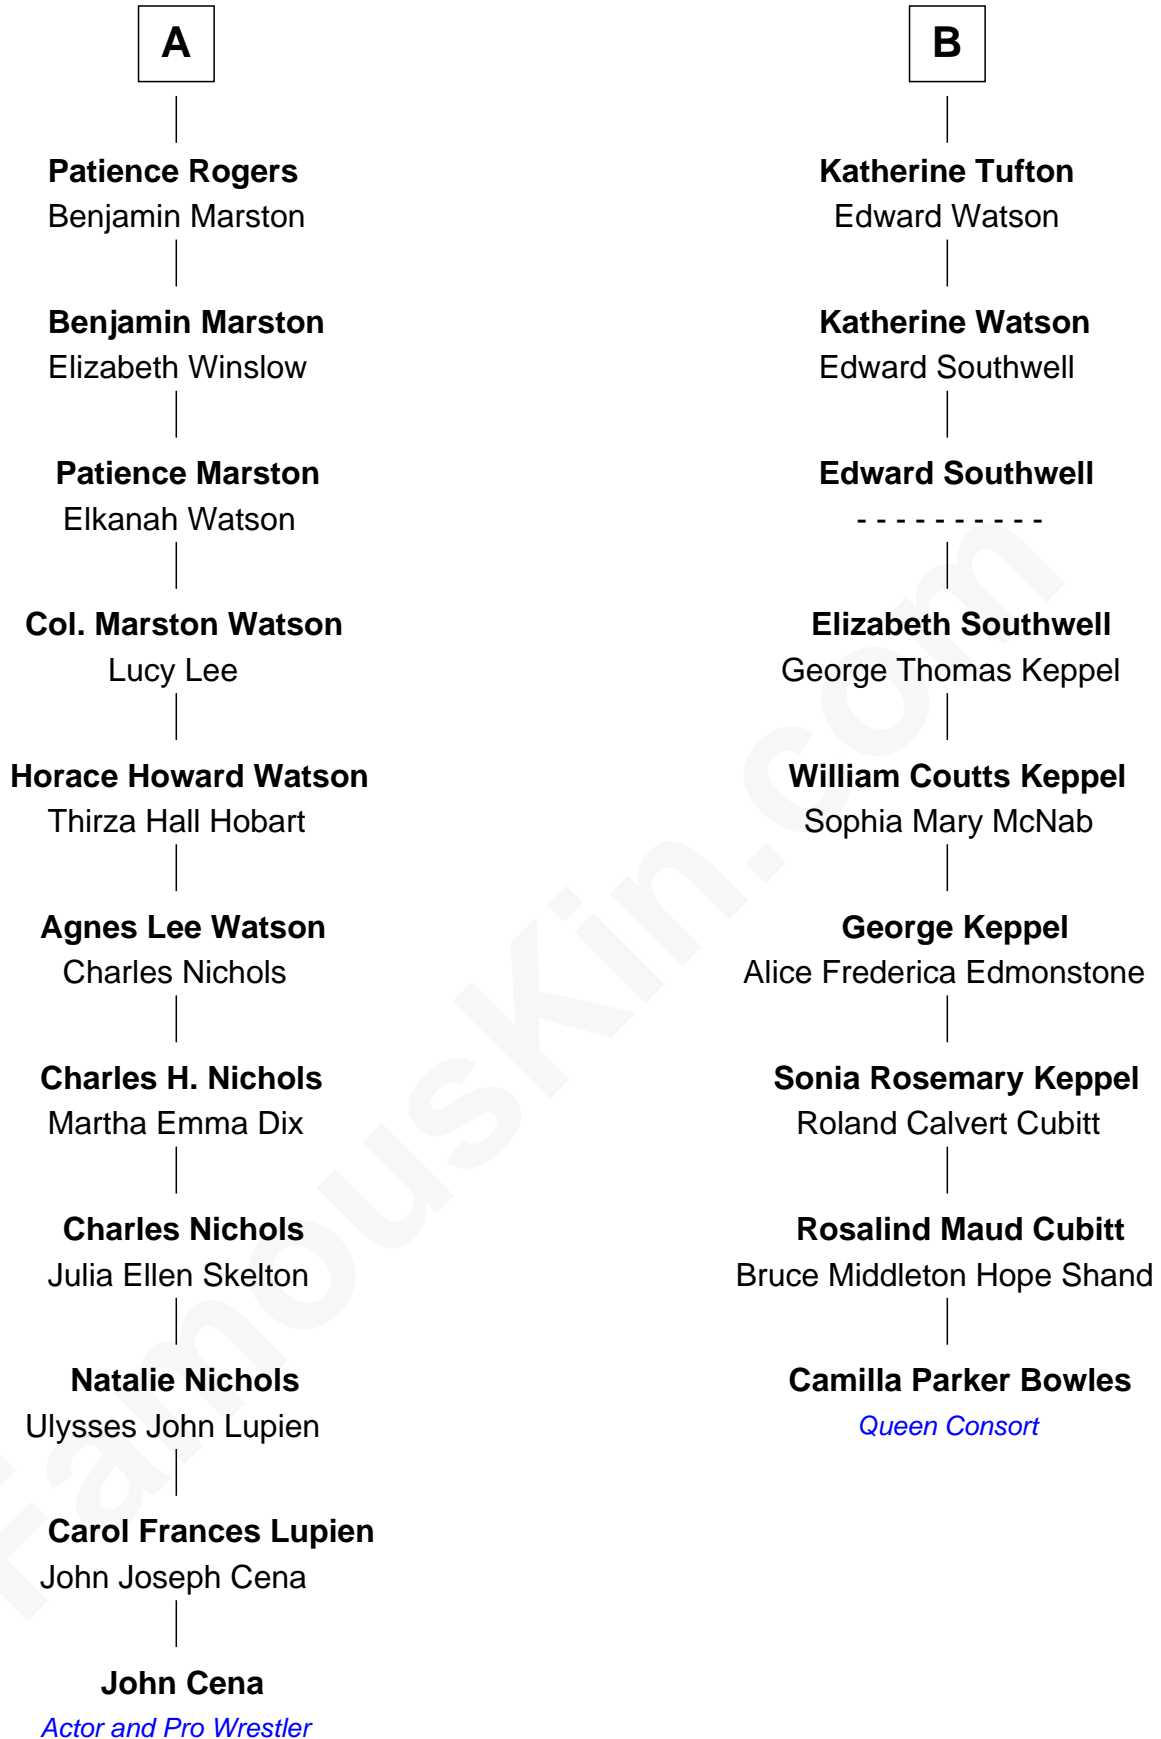 A
Patience Rogers
Benjamin Marston
Benjamin Marston
Elizabeth Winslow
Patience Marston
Elkanah Watson
Col. Marston Watson
Lucy Lee
Horace Howard Watson
Thirza Hall Hobart
Agnes Lee Watson
Charles Nichols
Charles H. Nichols
Martha Emma Dix
Charles Nichols
Julia Ellen Skelton
Natalie Nichols
Ulysses John Lupien
Carol Frances Lupien
John Joseph Cena
John Cena
Actor and Pro Wrestler
B
Katherine Tufton
Edward Watson
Katherine Watson
Edward Southwell
Edward Southwell
- - - - - - - - - -
Elizabeth Southwell
George Thomas Keppel
William Coutts Keppel
Sophia Mary McNab
George Keppel
Alice Frederica Edmonstone
Sonia Rosemary Keppel
Roland Calvert Cubitt
Rosalind Maud Cubitt
Bruce Middleton Hope Shand
Camilla Parker Bowles
Queen Consort
FamousKin.com